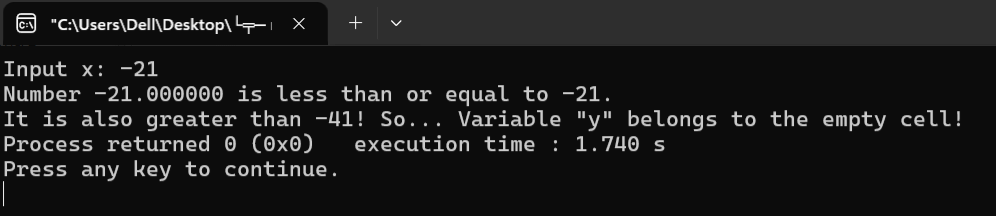 "C:\Users\Dell\Desktop\
Input x: -21
Number -21.000000 is less than or equal to -21.
It is also greater than -41! So... Variable "y" belongs to the empty cell!
Process returned 0 (0x0)   execution time : 1.740 s
Press any key to continue.